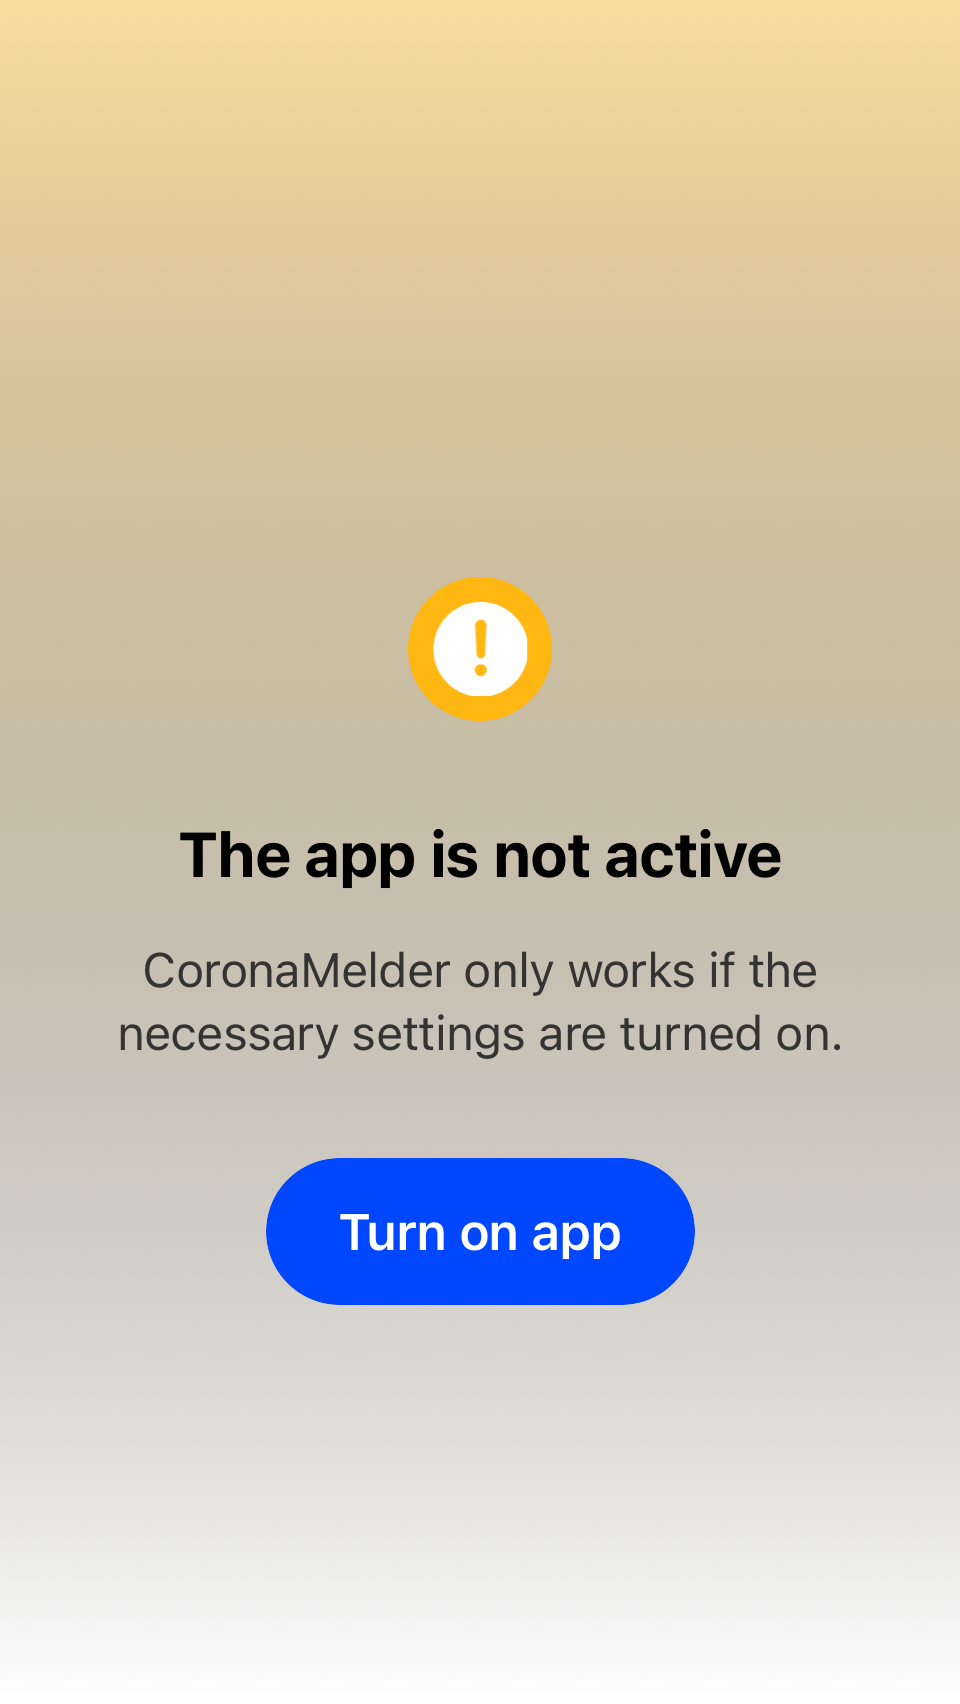 The app is not active
CoronaMelder only works if the
necessary settings are turned on.
Turn on app